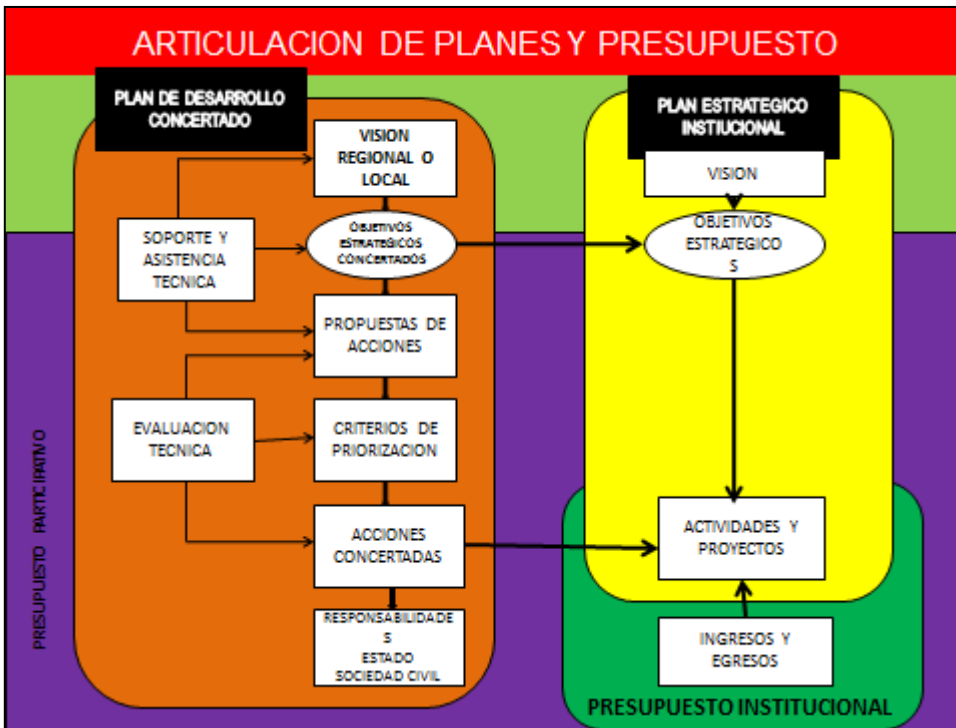 ARTICULACION DE PLANES Y PRESUPUESTO
PLAN DE DESARROLLO
CONCERTADO
VISION
REGIONAL O
LOCAL
SOPORTE Y
ASISTENCIA
TECNICA
OBJETIVOS
ESTRATEGICOS
CONCERTADOS
PROPUESTAS DE
ACCIONES
EVALUACION
TECNICA
CRITERIOS DE
PRIORIZACION
ACCIONES
CONCERTADAS
RESPONSABILIDADE
S
ESTADO
SOCIEDAD CIVIL
PRESUPUESTO PARTICIPATIVO
PLAN ESTRATEGICO
INSTIUCIONAL
VISION
OBJETIVOS
ESTRATEGICO
S
ACTIVIDADES Y
PROYECTOS
INGRESOS Y
EGRESOS
PRESUPUESTO INSTITUCIONAL